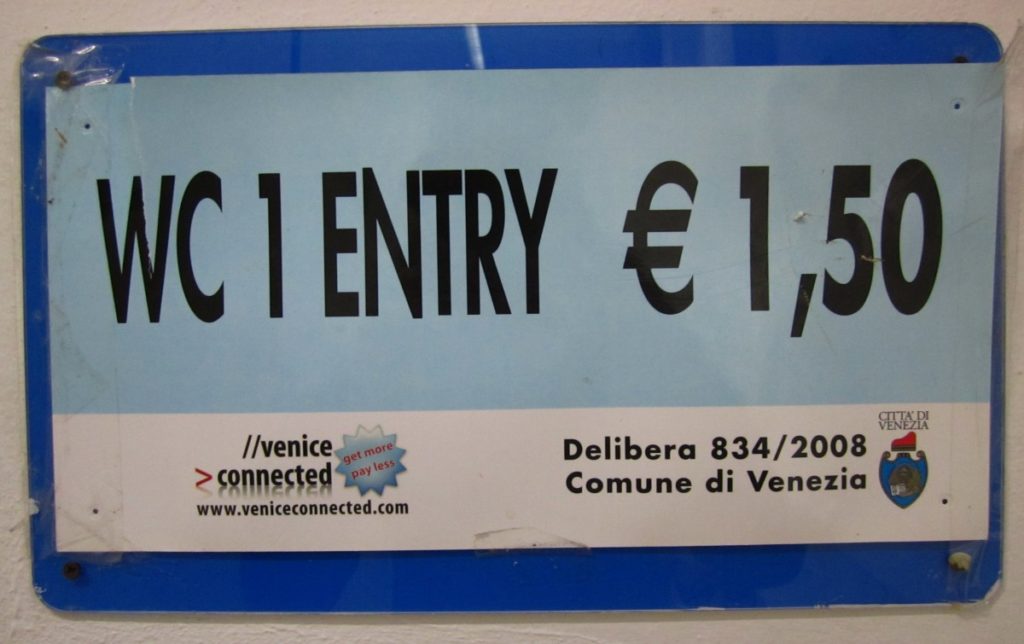 WC 1 ENTRY € 1,50
//venice
>connected
get more
pay less
www.veniceconnected.com
Delibera 834/2008
Comune di Venezia
CITTA' DI
VENEZIA